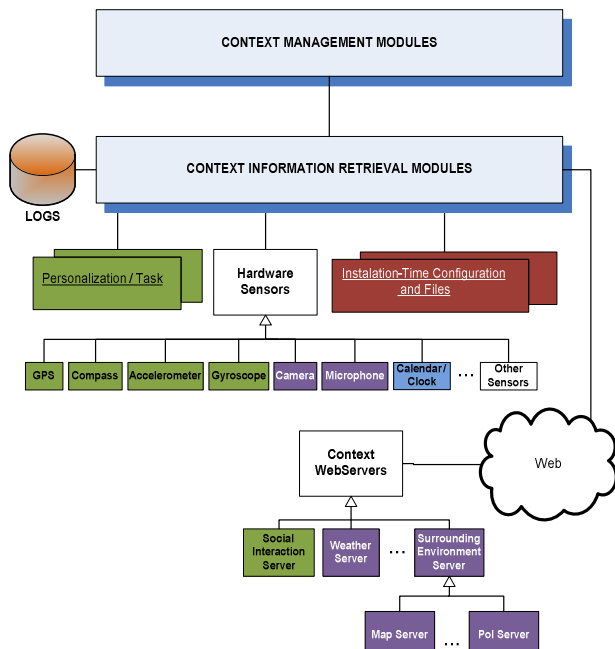 CONTEXT MANAGEMENT MODULES
CONTEXT INFORMATION RETRIEVAL MODULES
LOGS
Personalization / Task
Hardware
Sensors
Instalation-Time Configuration
and Files
GPS
Compass
Accelerometer
Gyroscope
Camera
Microphone
Calendar/
Clock
...
Other
Sensors
Context
WebServers
Web
Social
Interaction
Server
Weather
Server
...
Surrounding
Environment
Server
Map Server
...
PoI Server